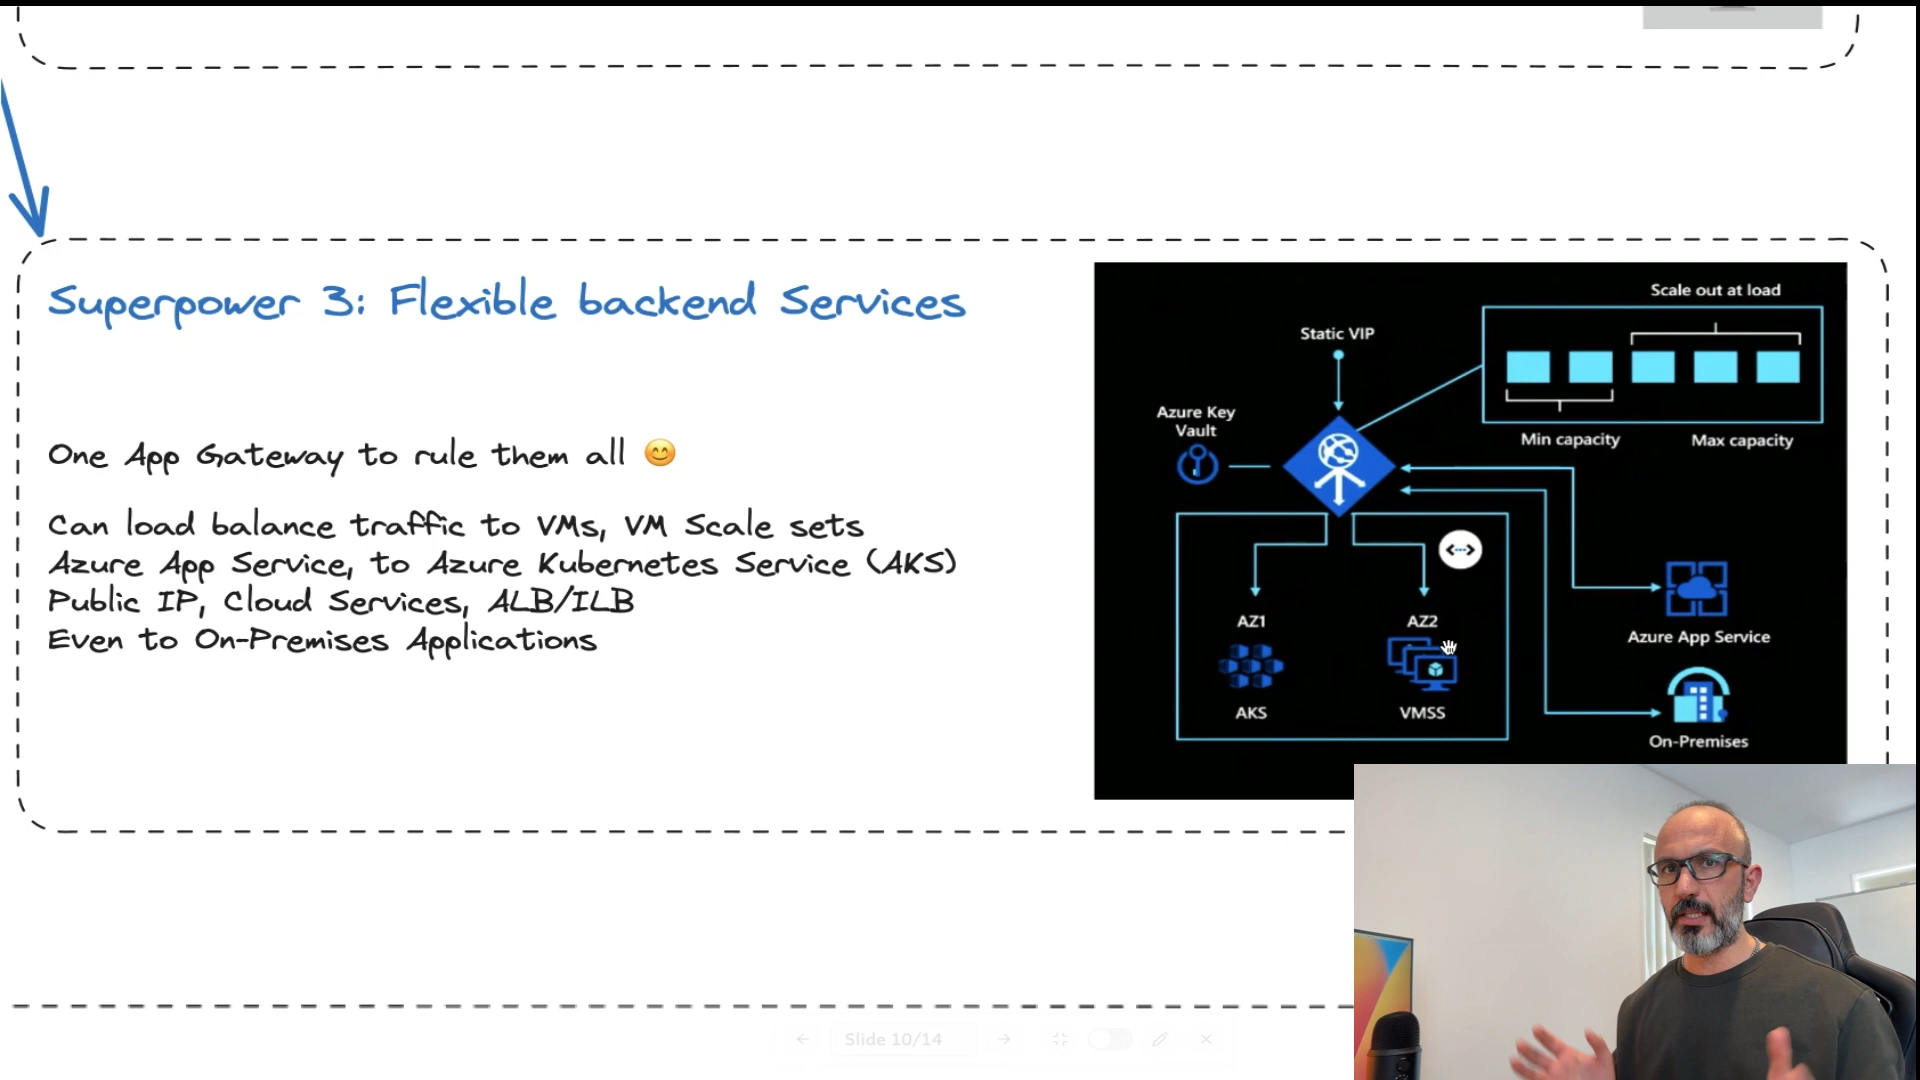 Superpower 3: Flexible backend Services
One App Gateway to rule them all 😊
Can load balance traffic to VMs, VM Scale sets
Azure App Service, to Azure Kubernetes Service (AKS)
Public IP, Cloud Services, ALB/ILB
Even to On-Premises Applications
Scale out at load
Static VIP
Azure Key
Vault
Min capacity
Max capacity
AZ1
AZ2
Azure App Service
AKS
VMSS
On-Premises
Slide 10/14